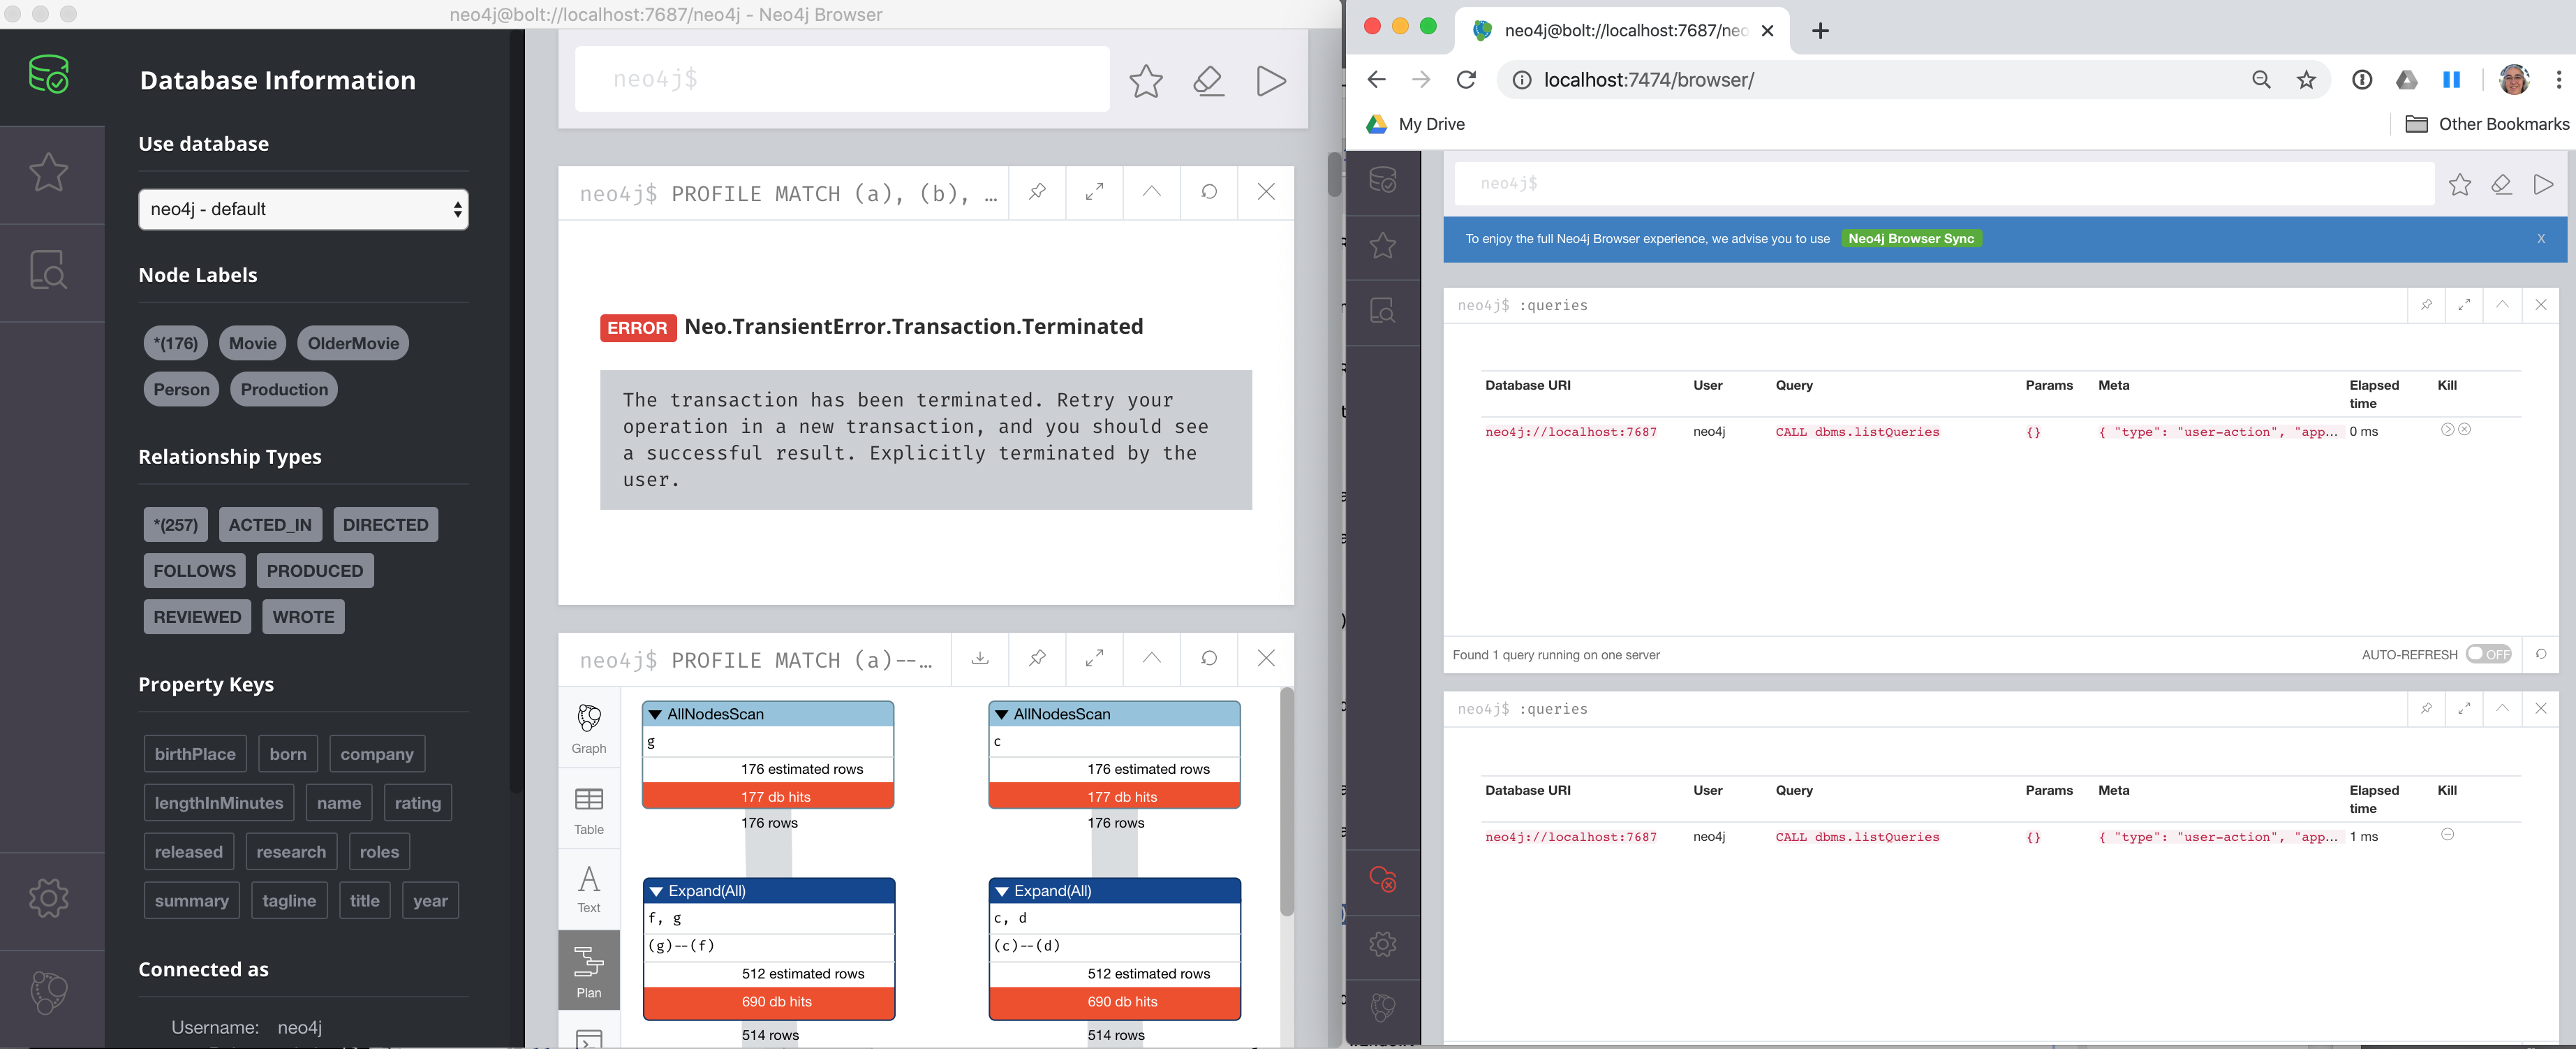 neo4j@bolt://localhost:7687/neo4j - Neo4j Browser
Database Information
Use database
neo4j - default
Node Labels
*(176) Movie OlderMovie
Person Production
Relationship Types
*(257) ACTED_IN DIRECTED
FOLLOWS PRODUCED
REVIEWED WROTE
Property Keys
birthPlace born company
lengthInMinutes name rating
released research roles
summary tagline title year
Connected as
Username: neo4j
neo4j$
neo4j$ PROFILE MATCH (a), (b), …
ERROR Neo.TransientError.Transaction.Terminated
The transaction has been terminated. Retry your
operation in a new transaction, and you should see
a successful result. Explicitly terminated by the
user.
neo4j$ PROFILE MATCH (a)--…
Graph
Table
Text
Plan
AllNodesScan
g
176 estimated rows
177 db hits
176 rows
Expand(All)
f, g
(g)--(f)
512 estimated rows
690 db hits
514 rows
AllNodesScan
c
176 estimated rows
177 db hits
176 rows
Expand(All)
c, d
(c)--(d)
512 estimated rows
690 db hits
514 rows
neo4j@bolt://localhost:7687/neo
localhost:7474/browser/
My Drive
Other Bookmarks
neo4j$
To enjoy the full Neo4j Browser experience, we advise you to use Neo4j Browser Sync X
neo4j$ :queries
Database URI User Query Params Meta Elapsed time Kill
neo4j://localhost:7687 neo4j CALL dbms.listQueries {} { "type": "user-action", "app... 0 ms
Found 1 query running on one server AUTO-REFRESH OFF
neo4j$ :queries
Database URI User Query Params Meta Elapsed time Kill
neo4j://localhost:7687 neo4j CALL dbms.listQueries {} { "type": "user-action", "app... 1 ms